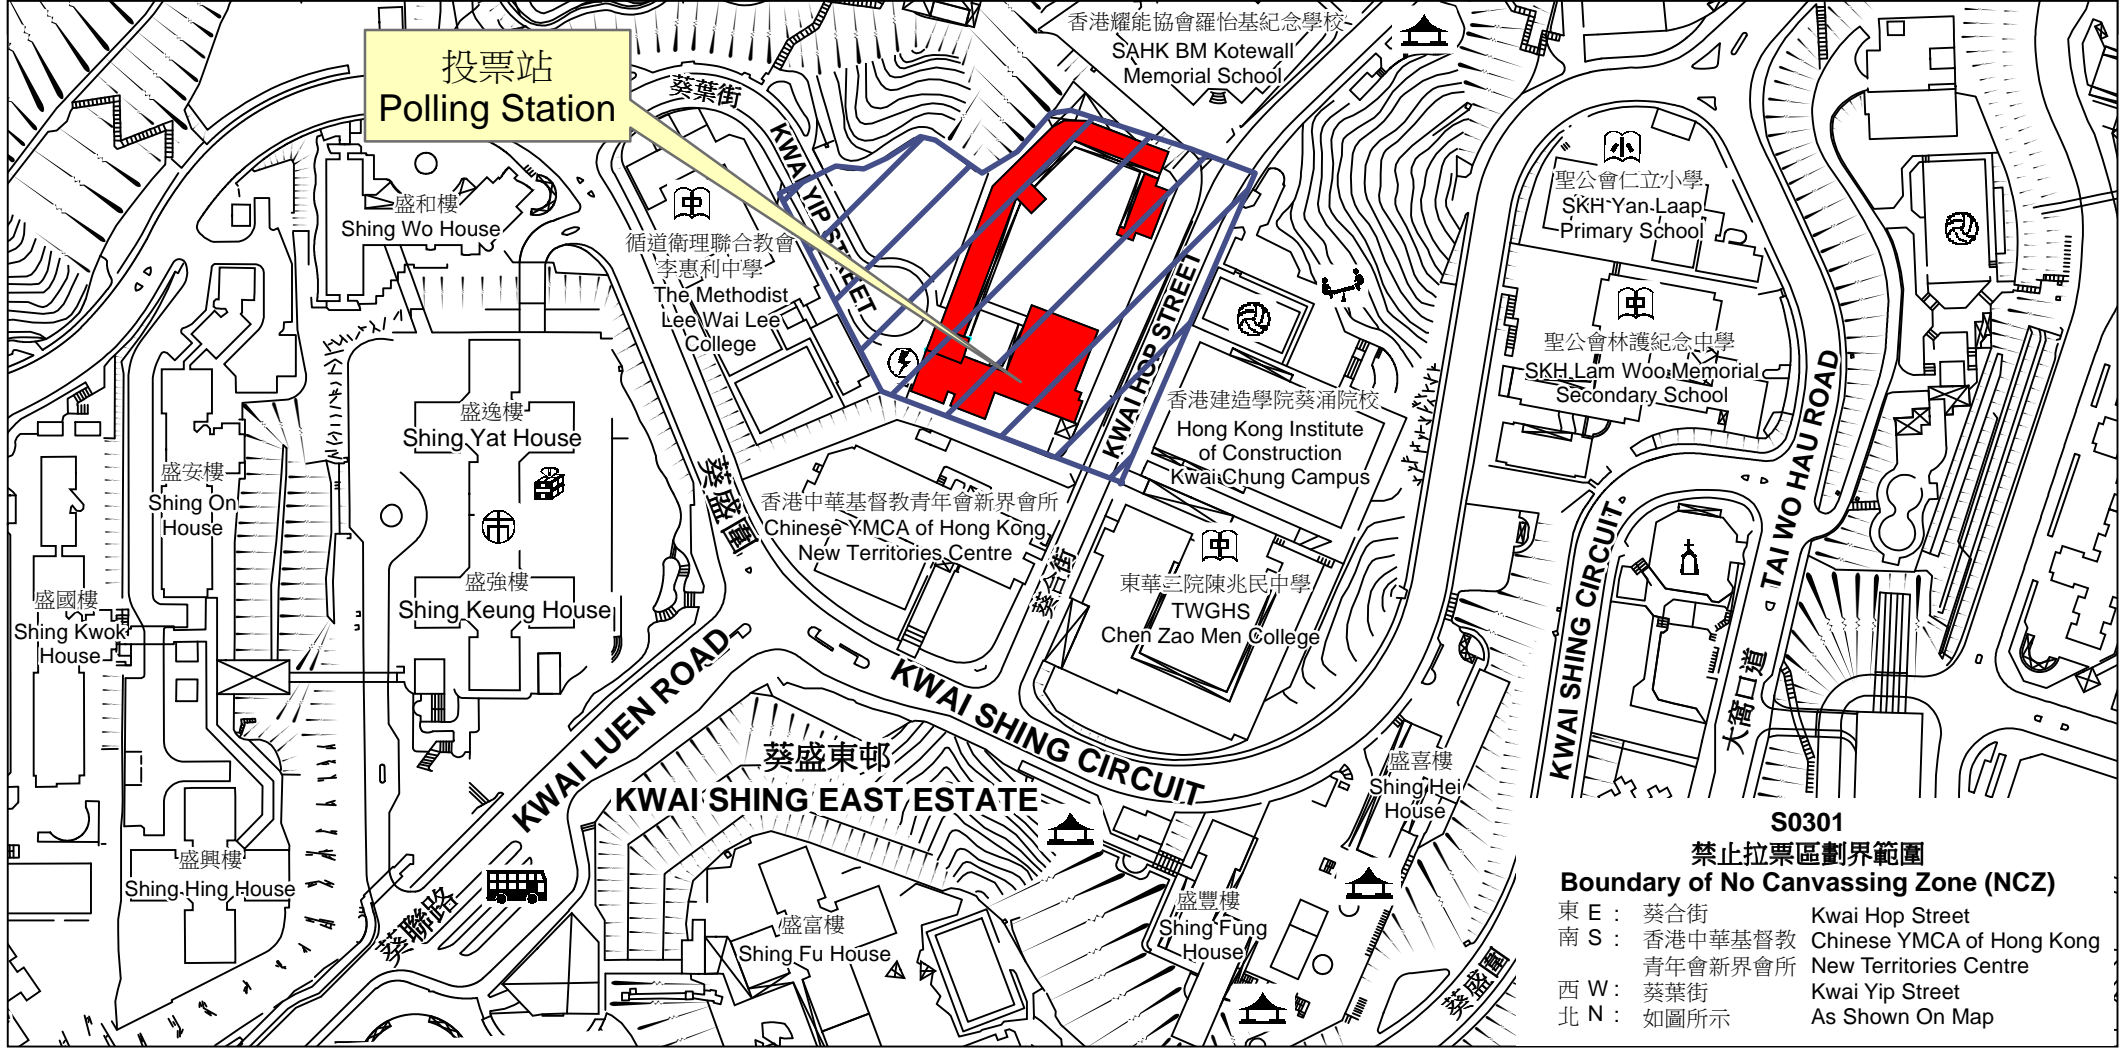 香港耀能協會羅怡基紀念學校
SAHK BM Kotewall
Memorial School
投票站
Polling Station
葵葉街
KWAI YIP STREET
盛和樓
Shing Wo House
循道衛理聯合教會
李惠利中學
The Methodist
Lee Wai Lee
College
中
KWAI HOP STREET
小
聖公會仁立小學
SKH Yan Laap
Primary School
中
聖公會林護紀念中學
SKH Lam Woo Memorial
Secondary School
TAI WO HAU ROAD
香港建造學院葵涌院校
Hong Kong Institute
of Construction
Kwai Chung Campus
盛逸樓
Shing Yat House
盛安樓
Shing On
House
市
葵盛圍
香港中華基督教青年會新界會所
Chinese YMCA of Hong Kong
New Territories Centre
葵合街
中
東華三院陳兆民中學
TWGHS
Chen Zao Men College
KWAI SHING CIRCUIT
盛強樓
Shing Keung House
盛國樓
Shing Kwok
House
大窩口道
KWAI LUEN ROAD
KWAI SHING CIRCUIT
葵盛東邨
KWAI SHING EAST ESTATE
盛喜樓
Shing Hei
House
盛興樓
Shing Hing House
葵聯路
盛富樓
Shing Fu House
盛豐樓
Shing Fung
House
葵盛圍
S0301
禁止拉票區劃界範圍
Boundary of No Canvassing Zone (NCZ)
東 E : 葵合街 Kwai Hop Street
南 S : 香港中華基督教 Chinese YMCA of Hong Kong
青年會新界會所 New Territories Centre
西 W : 葵葉街 Kwai Yip Street
北 N : 如圖所示 As Shown On Map